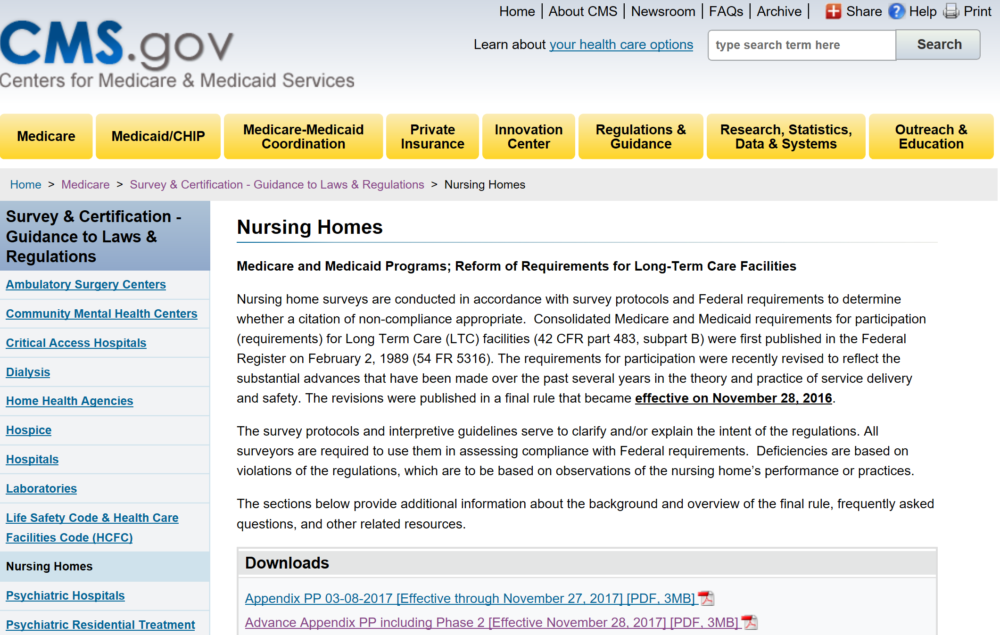 Home | About CMS | Newsroom | FAQs | Archive | Share Help Print
CMS.gov
Centers for Medicare & Medicaid Services
Learn about your health care options
type search term here
Search
Medicare
Medicaid/CHIP
Medicare-Medicaid
Coordination
Private
Insurance
Innovation
Center
Regulations &
Guidance
Research, Statistics,
Data & Systems
Outreach &
Education
Home > Medicare > Survey & Certification - Guidance to Laws & Regulations > Nursing Homes
Survey & Certification -
Guidance to Laws &
Regulations
Ambulatory Surgery Centers
Community Mental Health Centers
Critical Access Hospitals
Dialysis
Home Health Agencies
Hospice
Hospitals
Laboratories
Life Safety Code & Health Care
Facilities Code (HCFC)
Nursing Homes
Psychiatric Hospitals
Psychiatric Residential Treatment
Nursing Homes
Medicare and Medicaid Programs; Reform of Requirements for Long-Term Care Facilities
Nursing home surveys are conducted in accordance with survey protocols and Federal requirements to determine
whether a citation of non-compliance appropriate.  Consolidated Medicare and Medicaid requirements for participation
(requirements) for Long Term Care (LTC) facilities (42 CFR part 483, subpart B) were first published in the Federal
Register on February 2, 1989 (54 FR 5316). The requirements for participation were recently revised to reflect the
substantial advances that have been made over the past several years in the theory and practice of service delivery
and safety. The revisions were published in a final rule that became effective on November 28, 2016.
The survey protocols and interpretive guidelines serve to clarify and/or explain the intent of the regulations. All
surveyors are required to use them in assessing compliance with Federal requirements.  Deficiencies are based on
violations of the regulations, which are to be based on observations of the nursing home’s performance or practices.
The sections below provide additional information about the background and overview of the final rule, frequently asked
questions, and other related resources.
Downloads
Appendix PP 03-08-2017 [Effective through November 27, 2017] [PDF, 3MB]
Advance Appendix PP including Phase 2 [Effective November 28, 2017] [PDF, 3MB]